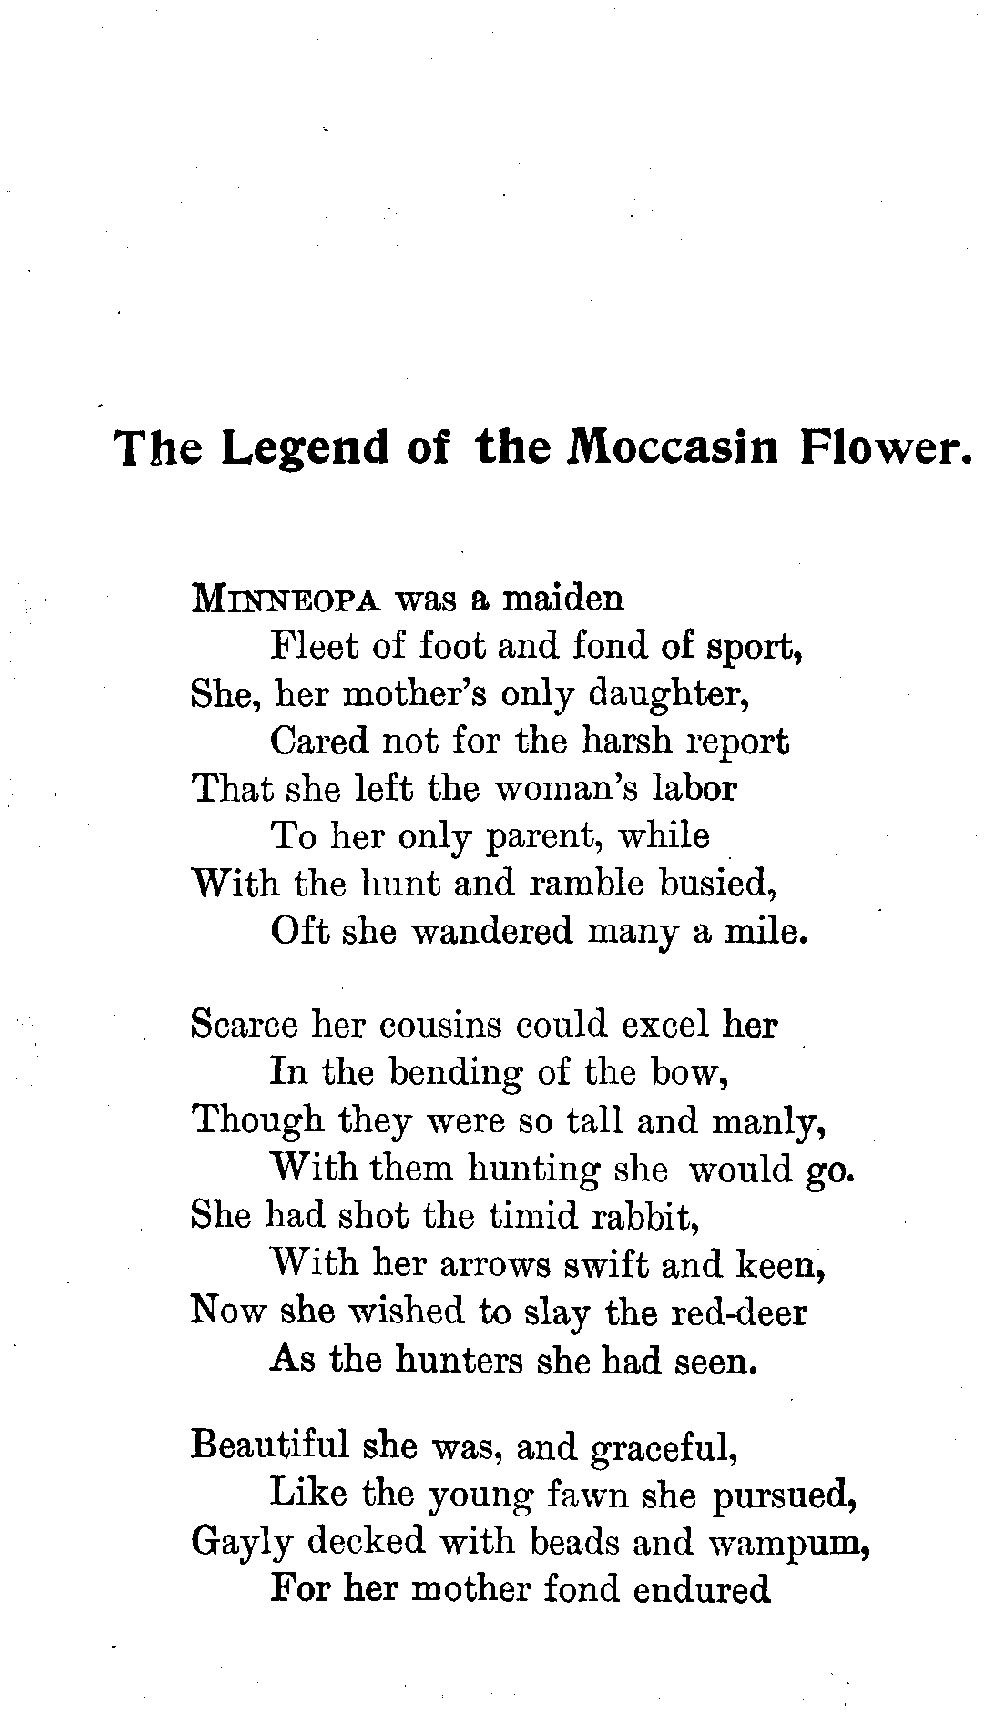 The Legend of the Moccasin Flower.
MINNEOPA was a maiden
Fleet of foot and fond of sport,
She, her mother's only daughter,
Cared not for the harsh report
That she left the woman's labor
To her only parent, while
With the hunt and ramble busied,
Oft she wandered many a mile.
Scarce her cousins could excel her
In the bending of the bow,
Though they were so tall and manly,
With them hunting she would go.
She had shot the timid rabbit,
With her arrows swift and keen,
Now she wished to slay the red-deer
As the hunters she had seen.
Beautiful she was, and graceful,
Like the young fawn she pursued,
Gayly decked with beads and wampum,
For her mother fond endured